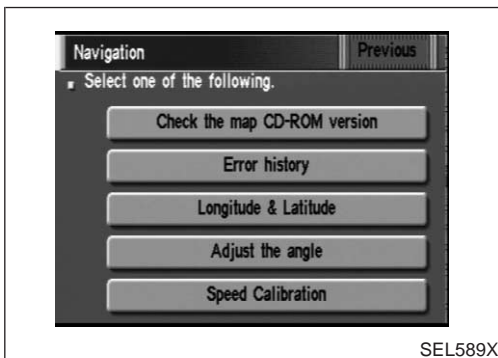 Navigation
Previous
Select one of the following.
Check the map CD-ROM version
Error history
Longitude & Latitude
Adjust the angle
Speed Calibration
SEL589X